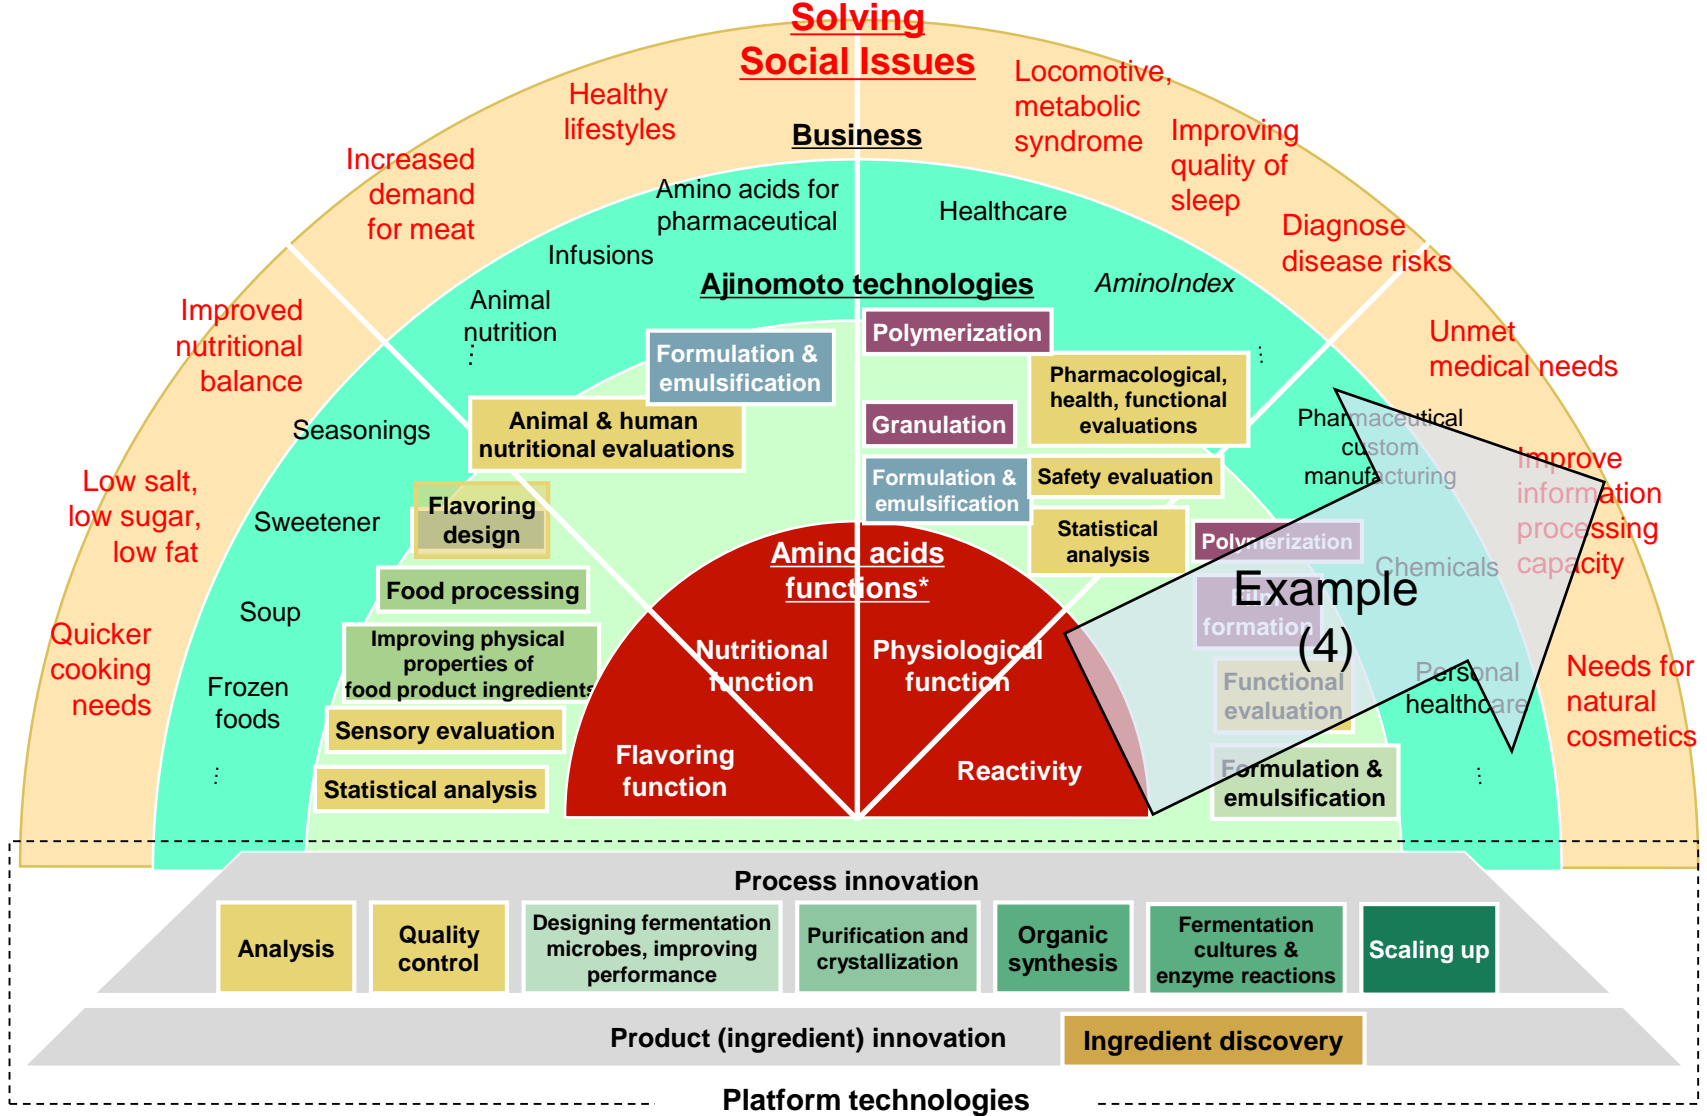 Solving
Social Issues
Healthy
lifestyles
Increased
demand
for meat
Improved
nutritional
balance
Low salt,
low sugar,
low fat
Quicker
cooking
needs
Locomotive,
metabolic
syndrome
Improving
quality of
sleep
Diagnose
disease risks
Unmet
medical needs
Improve
information
processing
capacity
Needs for
natural
cosmetics
Business
Amino acids for
pharmaceutical
Infusions
Animal
nutrition
...
Seasonings
Sweetener
Soup
Frozen
foods
...
Healthcare
AminoIndex
...
Pharmaceutical
custom
manufacturing
Chemicals
Personal
healthcare
...
Ajinomoto technologies
Formulation &
emulsification
Animal & human
nutritional evaluations
Flavoring
design
Food processing
Improving physical
properties of
food product ingredients
Sensory evaluation
Statistical analysis
Polymerization
Granulation
Formulation &
emulsification
Pharmacological,
health, functional
evaluations
Safety evaluation
Statistical
analysis
Polymerization
Film
formation
Functional
evaluation
Formulation &
emulsification
Example
(4)
Amino acids
functions*
Nutritional
function
Physiological
function
Flavoring
function
Reactivity
Process innovation
Analysis
Quality
control
Designing fermentation
microbes, improving
performance
Purification and
crystallization
Organic
synthesis
Fermentation
cultures &
enzyme reactions
Scaling up
Product (ingredient) innovation
Ingredient discovery
Platform technologies